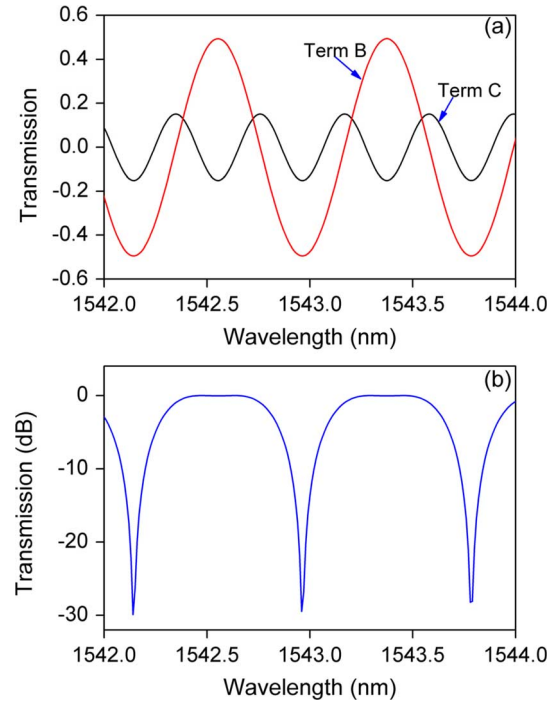 (a)
0.6
Term B
0.4
Term C
0.2
0.0
-0.2
-0.4
-0.6
Transmission
1542.0 1542.5 1543.0 1543.5 1544.0
Wavelength (nm)
(b)
0
-10
-20
-30
Transmission (dB)
1542.0 1542.5 1543.0 1543.5 1544.0
Wavelength (nm)